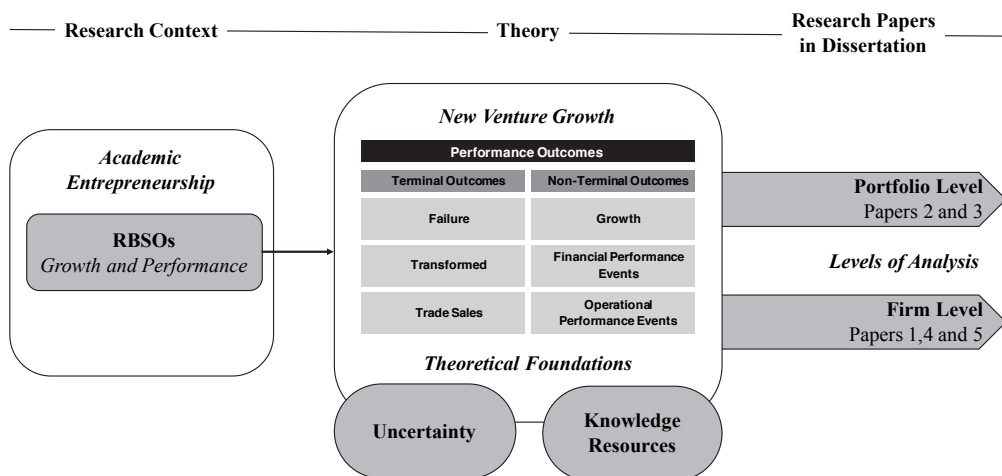 Research Context
Theory
Research Papers
in Dissertation
Academic
Entrepreneurship
RBSOs
Growth and Performance
New Venture Growth
Performance Outcomes
Terminal Outcomes
Non-Terminal Outcomes
Failure
Growth
Transformed
Financial Performance
Events
Trade Sales
Operational
Performance Events
Theoretical Foundations
Uncertainty
Knowledge
Resources
Portfolio Level
Papers 2 and 3
Levels of Analysis
Firm Level
Papers 1,4 and 5